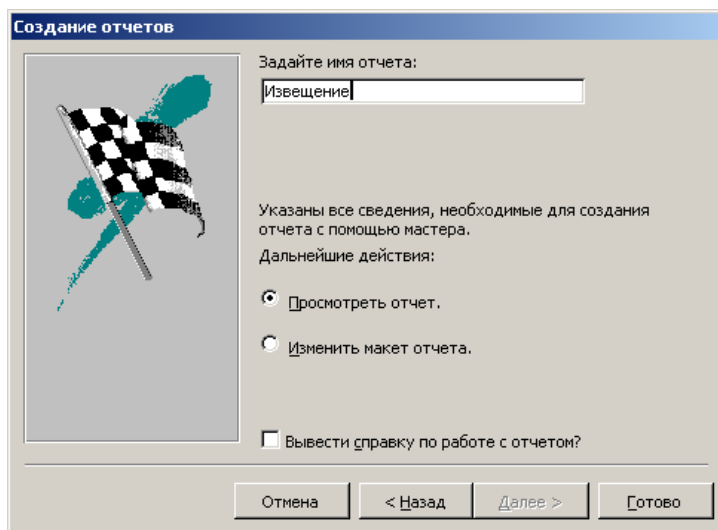 Создание отчетов
Задайте имя отчета:
Извещение
Указаны все сведения, необходимые для создания
отчета с помощью мастера.
Дальнейшие действия:
Просмотреть отчет.
Изменить макет отчета.
Вывести справку по работе с отчетом?
Отмена
< Назад
Далее >
Готово